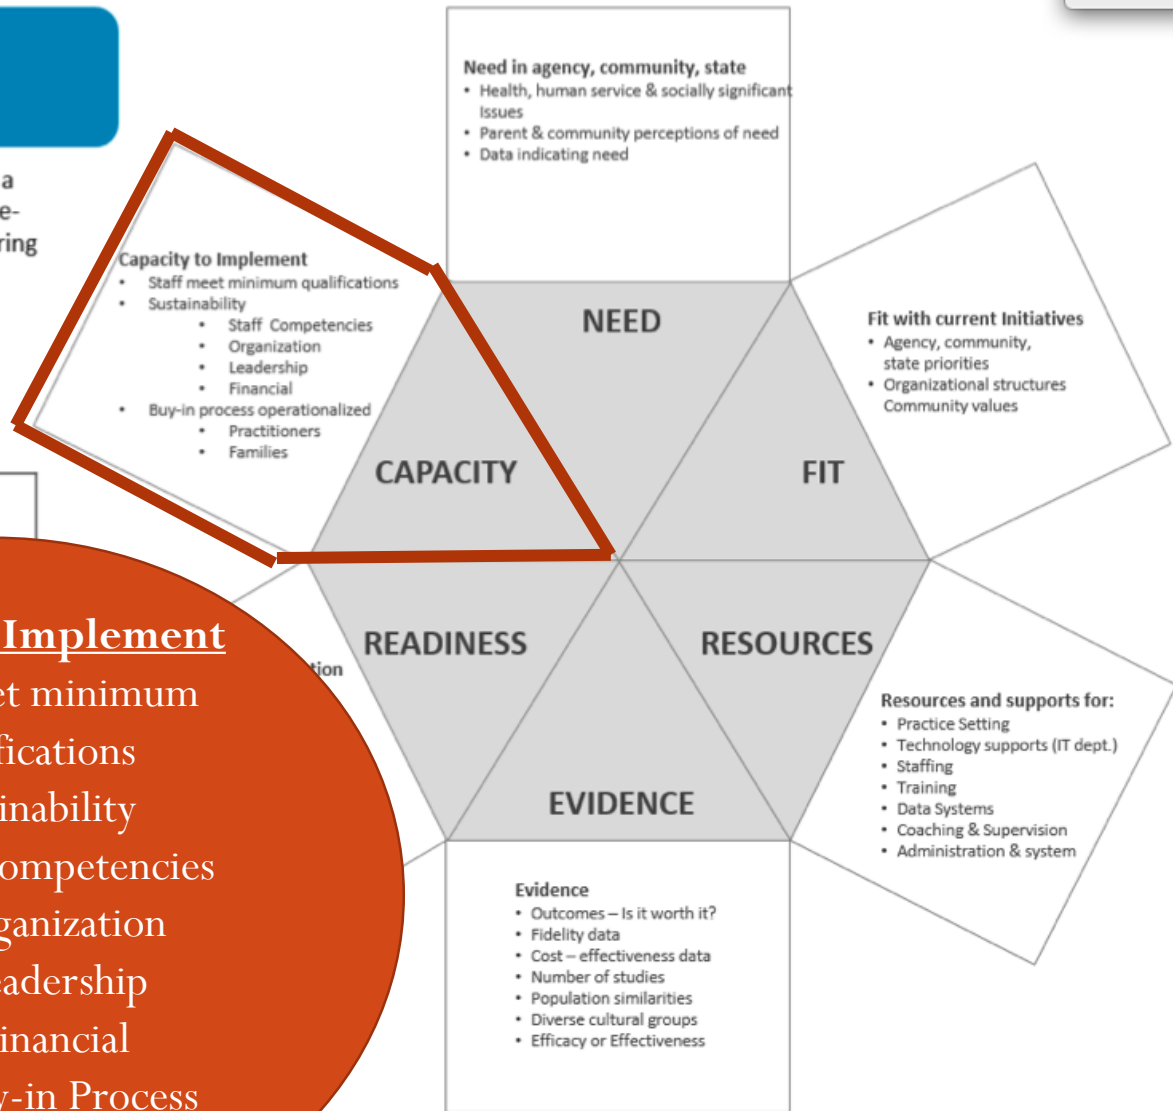 Need in agency, community, state
• Health, human service & socially significant
Issues
• Parent & community perceptions of need
• Data indicating need
a
e-
ring
Capacity to Implement
• Staff meet minimum qualifications
• Sustainability
• Staff Competencies
• Organization
• Leadership
• Financial
• Buy-in process operationalized
• Practitioners
• Families
NEED
Fit with current Initiatives
• Agency, community,
state priorities
• Organizational structures
Community values
CAPACITY
FIT
READINESS
RESOURCES
tion
Resources and supports for:
• Practice Setting
• Technology supports (IT dept.)
• Staffing
• Training
• Data Systems
• Coaching & Supervision
• Administration & system
EVIDENCE
Evidence
• Outcomes – Is it worth it?
• Fidelity data
• Cost – effectiveness data
• Number of studies
• Population similarities
• Diverse cultural groups
• Efficacy or Effectiveness
Implement
et minimum
fications
inability
ompetencies
ganization
eadership
inancial
y-in Process